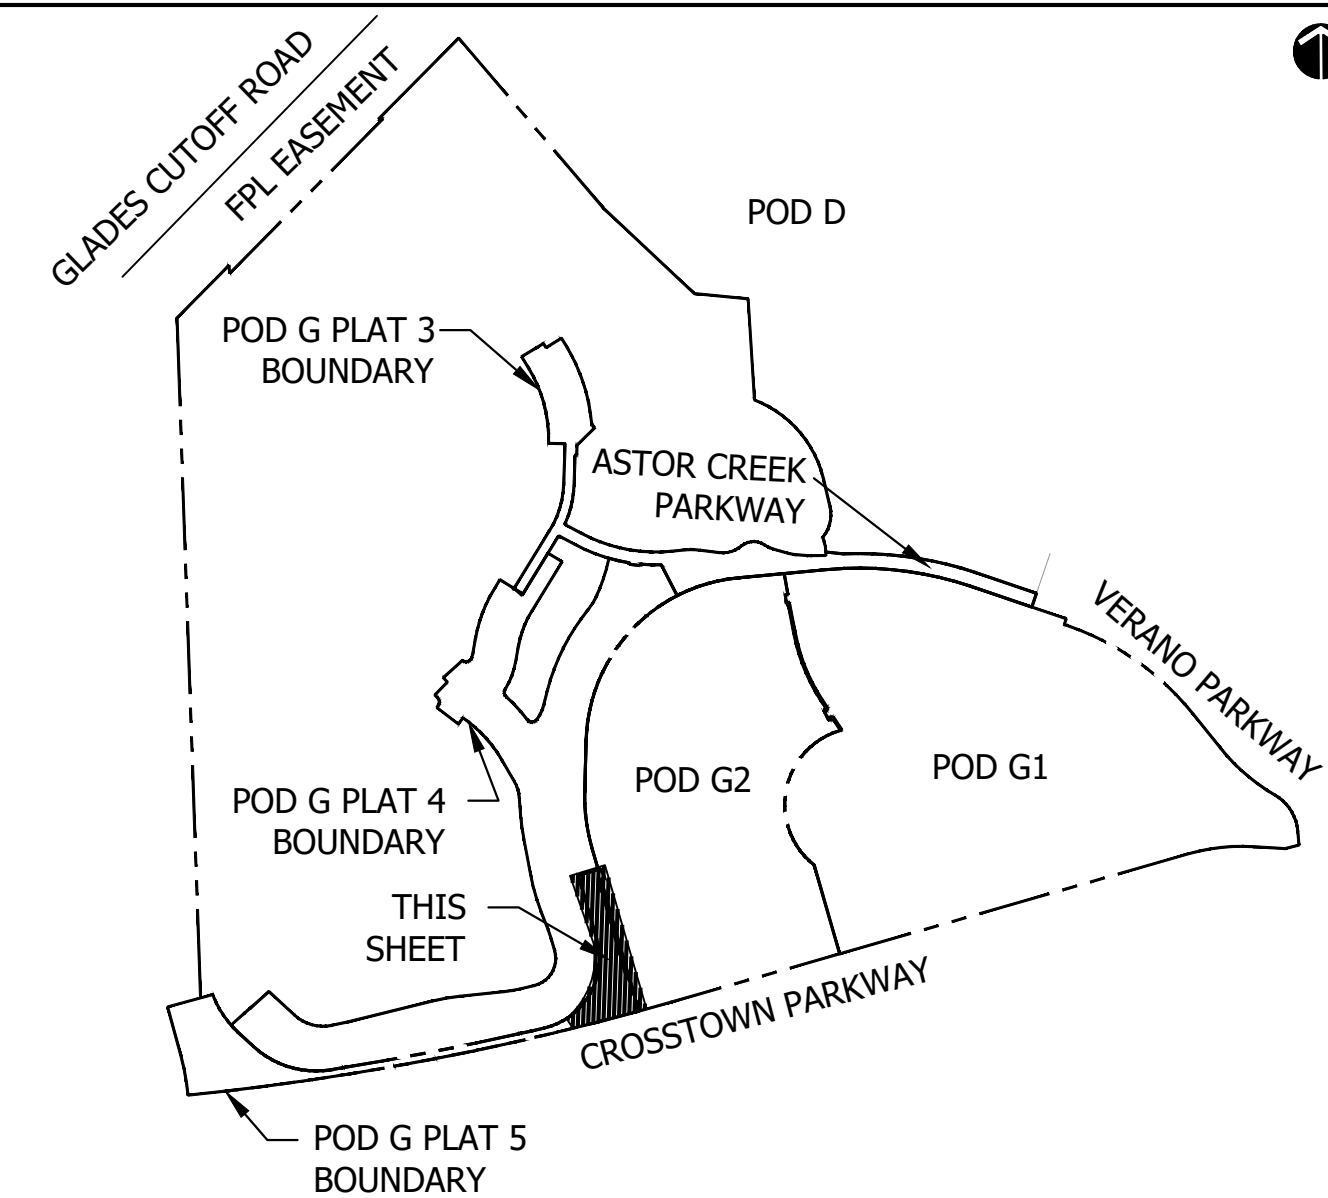 GLADES CUTOFF ROAD
FPL EASEMENT
POD D
POD G PLAT 3
BOUNDARY
ASTOR CREEK
PARKWAY
VERANO PARKWAY
POD G2
POD G1
POD G PLAT 4
BOUNDARY
THIS
SHEET
CROSSTOWN PARKWAY
POD G PLAT 5
BOUNDARY